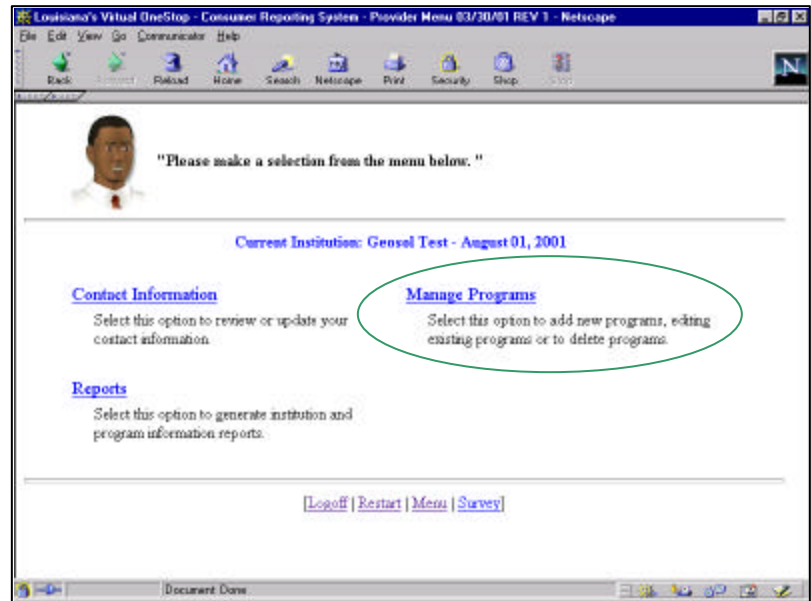 Louisiana's Virtual OneStop - Consumer Reporting System - Provider Menu 03/30/01 REV 1 - Netscape
File Edit View Go Communicator Help
Back Reload Home Search Netscape Print Security Shop
N
"Please make a selection from the menu below. "
Current Institution: Geosol Test - August 01, 2001
Contact Information
Select this option to review or update your
contact information.
Manage Programs
Select this option to add new programs, editing
existing programs or to delete programs.
Reports
Select this option to generate institution and
program information reports.
[Logoff | Restart | Menu | Survey]
Document: Done